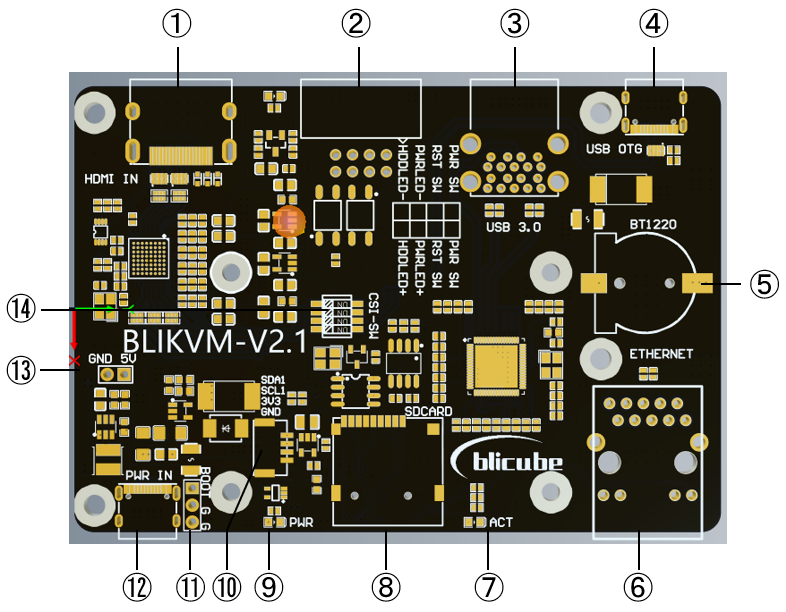 ① ② ③ ④
HDMI IN
HDDLED-
PWRLED-
RST SW
PWR SW
USB OTG
USB 3.0
BT1220
HDDLED+
PWRLED+
RST SW
PWR SW
⑤
⑭
CSI-SW
BLIKVM-V2.1
⑬
GND 5V
ETHERNET
SDA1
SCL1
3V3
GND
SDCARD
blicube
PWR IN
BOOT G G
PWR
ACT
⑫ ⑪ ⑩ ⑨ ⑧ ⑦ ⑥